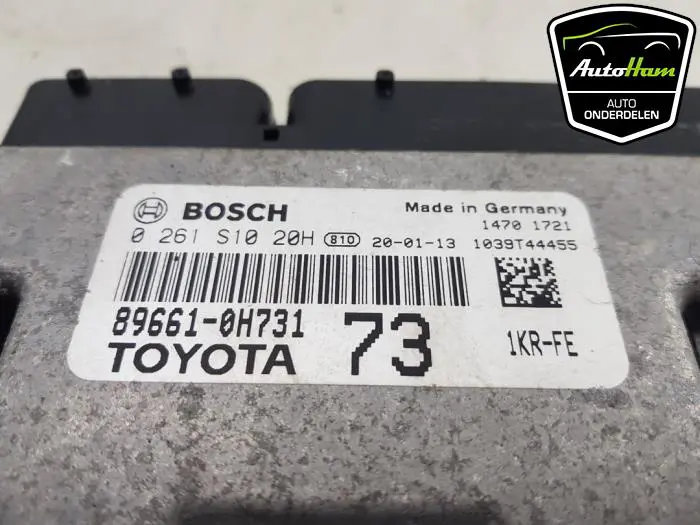 AutoHam
AUTO
ONDERDELEN
BOSCH
Made in Germany
1470 1721
0 261 S10 20H 810 20-01-13 1039T44455
89661-0H731
73
TOYOTA
1KR-FE